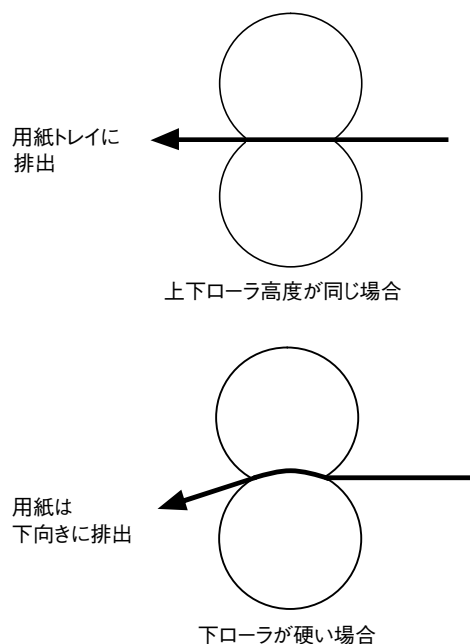 用紙トレイに
排出
上下ローラ高度が同じ場合
用紙は
下向きに排出
下ローラが硬い場合